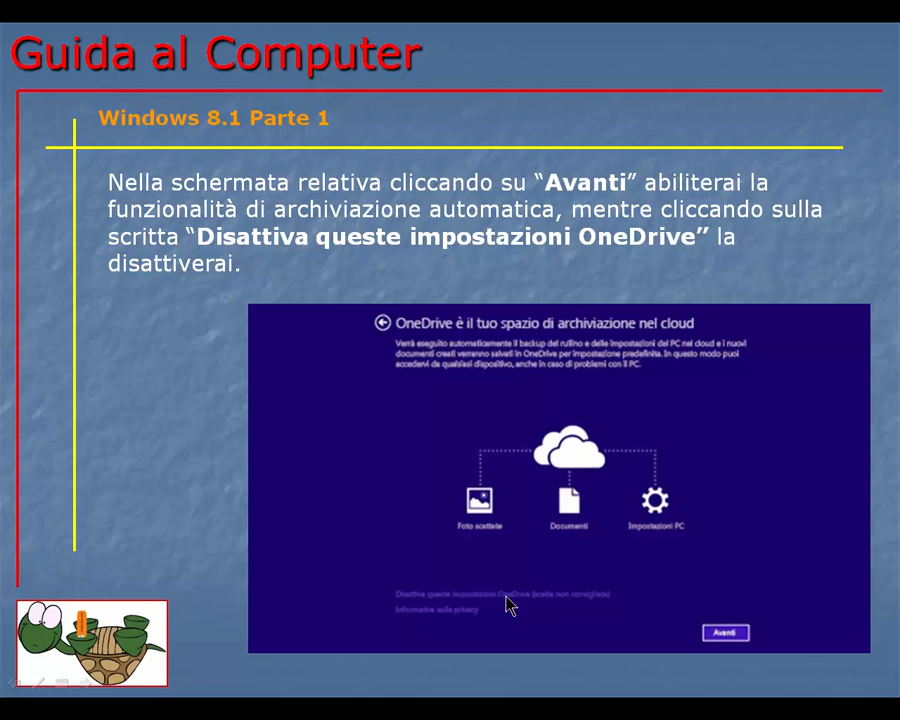 Guida al Computer
Windows 8.1 Parte 1
Nella schermata relativa cliccando su “Avanti” abiliterai la
funzionalità di archiviazione automatica, mentre cliccando sulla
scritta “Disattiva queste impostazioni OneDrive” la
disattiverai.
OneDrive è il tuo spazio di archiviazione nel cloud
Verrà eseguito automaticamente il backup del rullino e delle impostazioni del PC nel cloud e i nuovi
documenti creati verranno salvati in OneDrive per impostazione predefinita. In questo modo puoi
accedervi da qualsiasi dispositivo, anche in caso di problemi con il PC.
Foto scattate
Documenti
Impostazioni PC
Disattiva queste impostazioni OneDrive (scelta non consigliata)
Informativa sulla privacy
Avanti